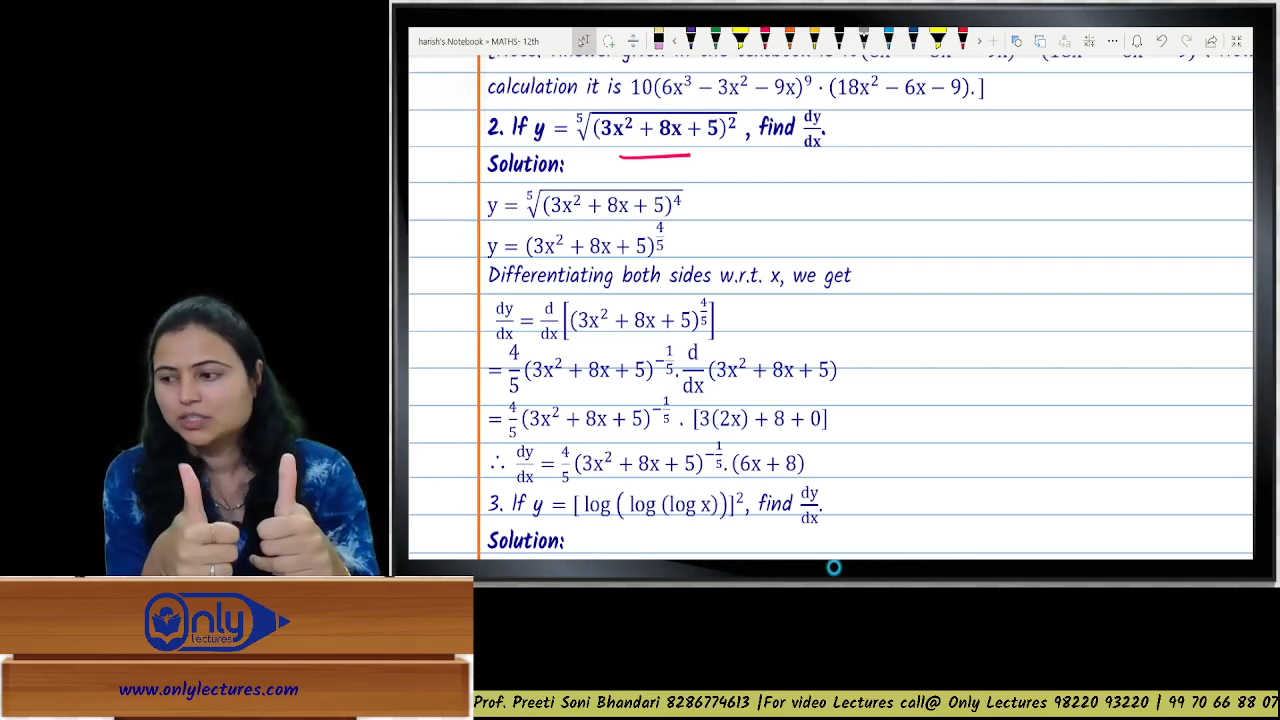 harish's Notebook » MATHS- 12th
calculation it is 10(6x³ − 3x² − 9x)⁹ · (18x² − 6x − 9).]
2. If y = ⁵√(3x² + 8x + 5)² , find dy/dx.
Solution:
y = ⁵√(3x² + 8x + 5)⁴
y = (3x² + 8x + 5)^(4/5)
Differentiating both sides w.r.t. x, we get
dy/dx = d/dx [(3x² + 8x + 5)^(4/5)]
= 4/5 (3x² + 8x + 5)^(−1/5). d/dx (3x² + 8x + 5)
= 4/5 (3x² + 8x + 5)^(−1/5) . [3(2x) + 8 + 0]
∴ dy/dx = 4/5 (3x² + 8x + 5)^(−1/5). (6x + 8)
3. If y = [ log ( log (log x))]², find dy/dx.
Solution:
Only
lectures
www.onlylectures.com
Prof. Preeti Soni Bhandari 8286774613 |For video Lectures call@ Only Lectures 98220 93220 | 99 70 66 88 07